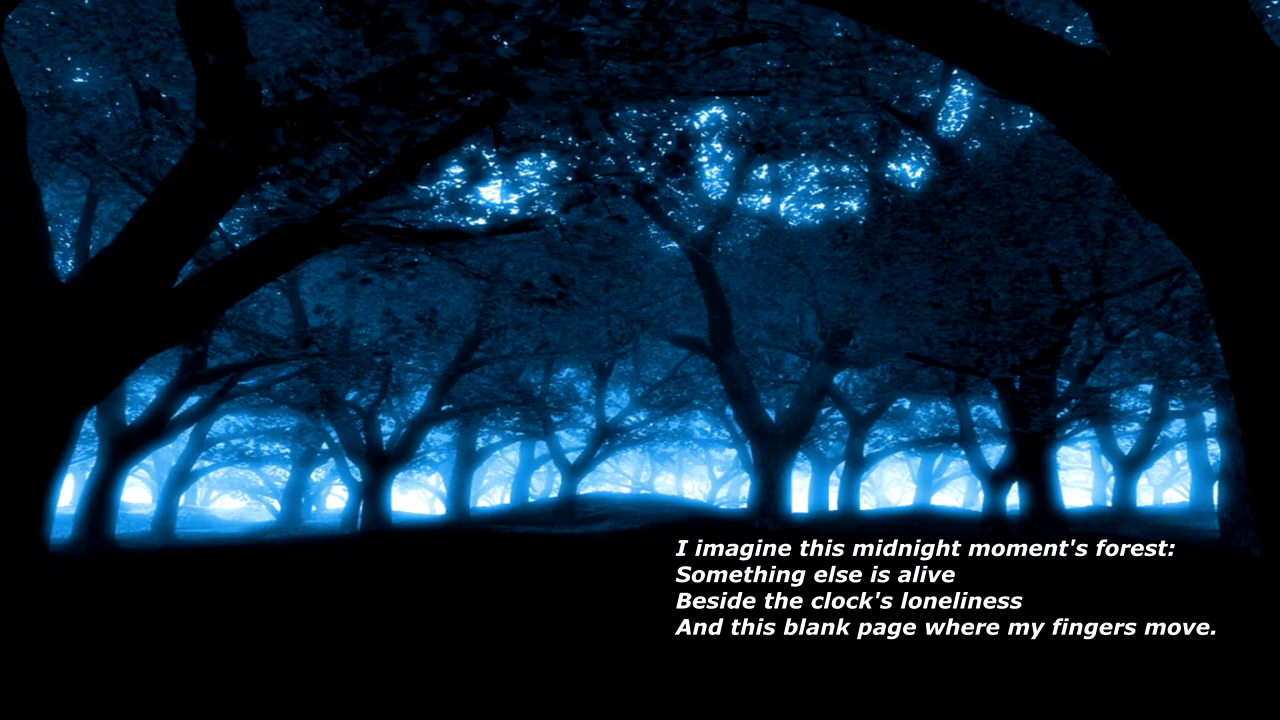 I imagine this midnight moment's forest:
Something else is alive
Beside the clock's loneliness
And this blank page where my fingers move.